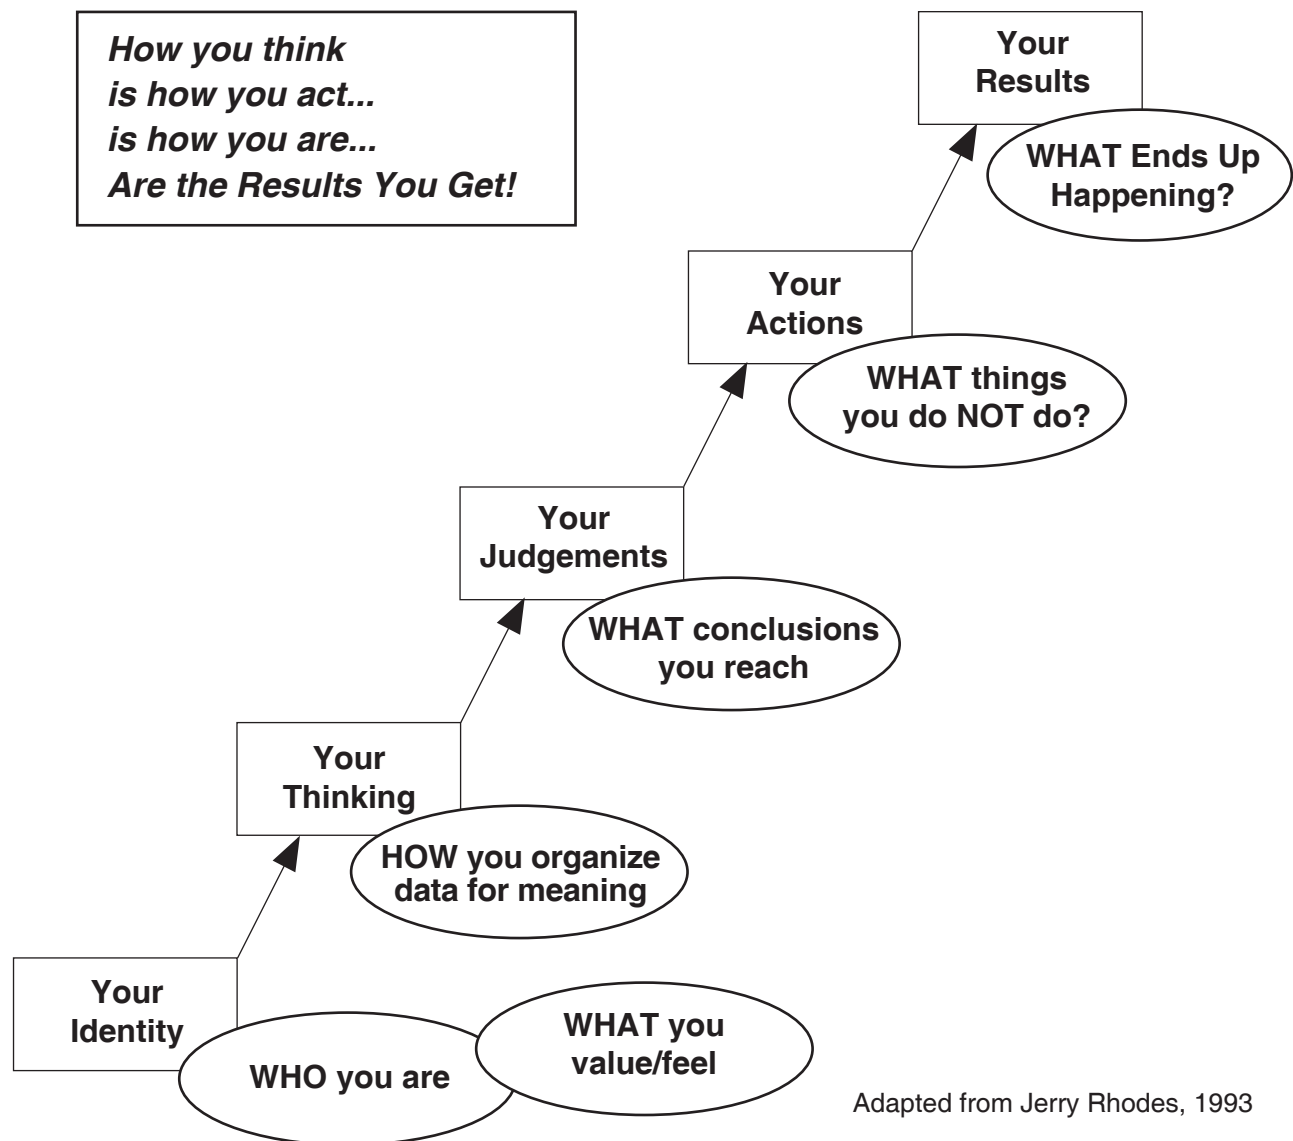 How you think
is how you act...
is how you are...
Are the Results You Get!
Your
Results
WHAT Ends Up
Happening?
Your
Actions
WHAT things
you do NOT do?
Your
Judgements
WHAT conclusions
you reach
Your
Thinking
HOW you organize
data for meaning
Your
Identity
WHO you are
WHAT you
value/feel
Adapted from Jerry Rhodes, 1993